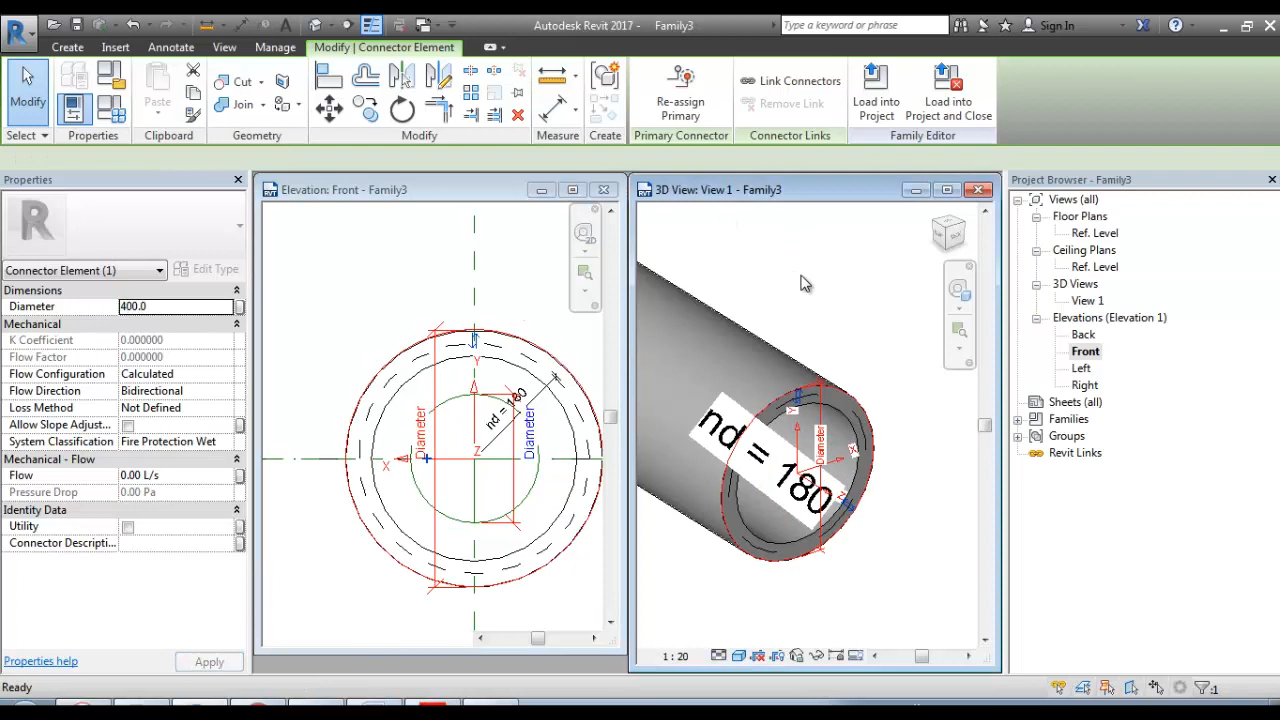 Autodesk Revit 2017 - Family3
Type a keyword or phrase
Sign In
Create Insert Annotate View Manage Modify | Connector Element
Modify
Paste
Cut
Join
Re-assign Primary
Link Connectors
Remove Link
Load into Project
Load into Project and Close
Select Properties Clipboard Geometry Modify Measure Create Primary Connector Connector Links Family Editor
Properties
Connector Element (1)
Edit Type
Dimensions
Diameter 400.0
Mechanical
K Coefficient 0.000000
Flow Factor 0.000000
Flow Configuration Calculated
Flow Direction Bidirectional
Loss Method Not Defined
Allow Slope Adjust...
System Classification Fire Protection Wet
Mechanical - Flow
Flow 0.00 L/s
Pressure Drop 0.00 Pa
Identity Data
Utility
Connector Descripti...
Properties help
Apply
Elevation: Front - Family3
2D
nd = 180
Diameter
Diameter
Y
X
Z
3D View: View 1 - Family3
nd = 180
Diameter
Y
X
Z
1 : 20
Project Browser - Family3
Views (all)
Floor Plans
Ref. Level
Ceiling Plans
Ref. Level
3D Views
View 1
Elevations (Elevation 1)
Back
Front
Left
Right
Sheets (all)
Families
Groups
Revit Links
Ready
:1